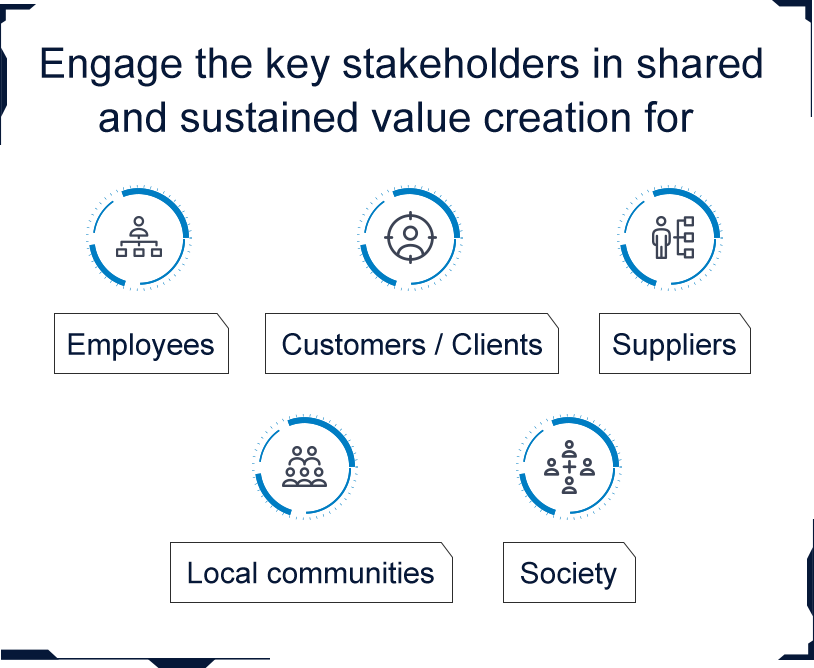 Engage the key stakeholders in shared
and sustained value creation for
Employees
Customers / Clients
Suppliers
Local communities
Society